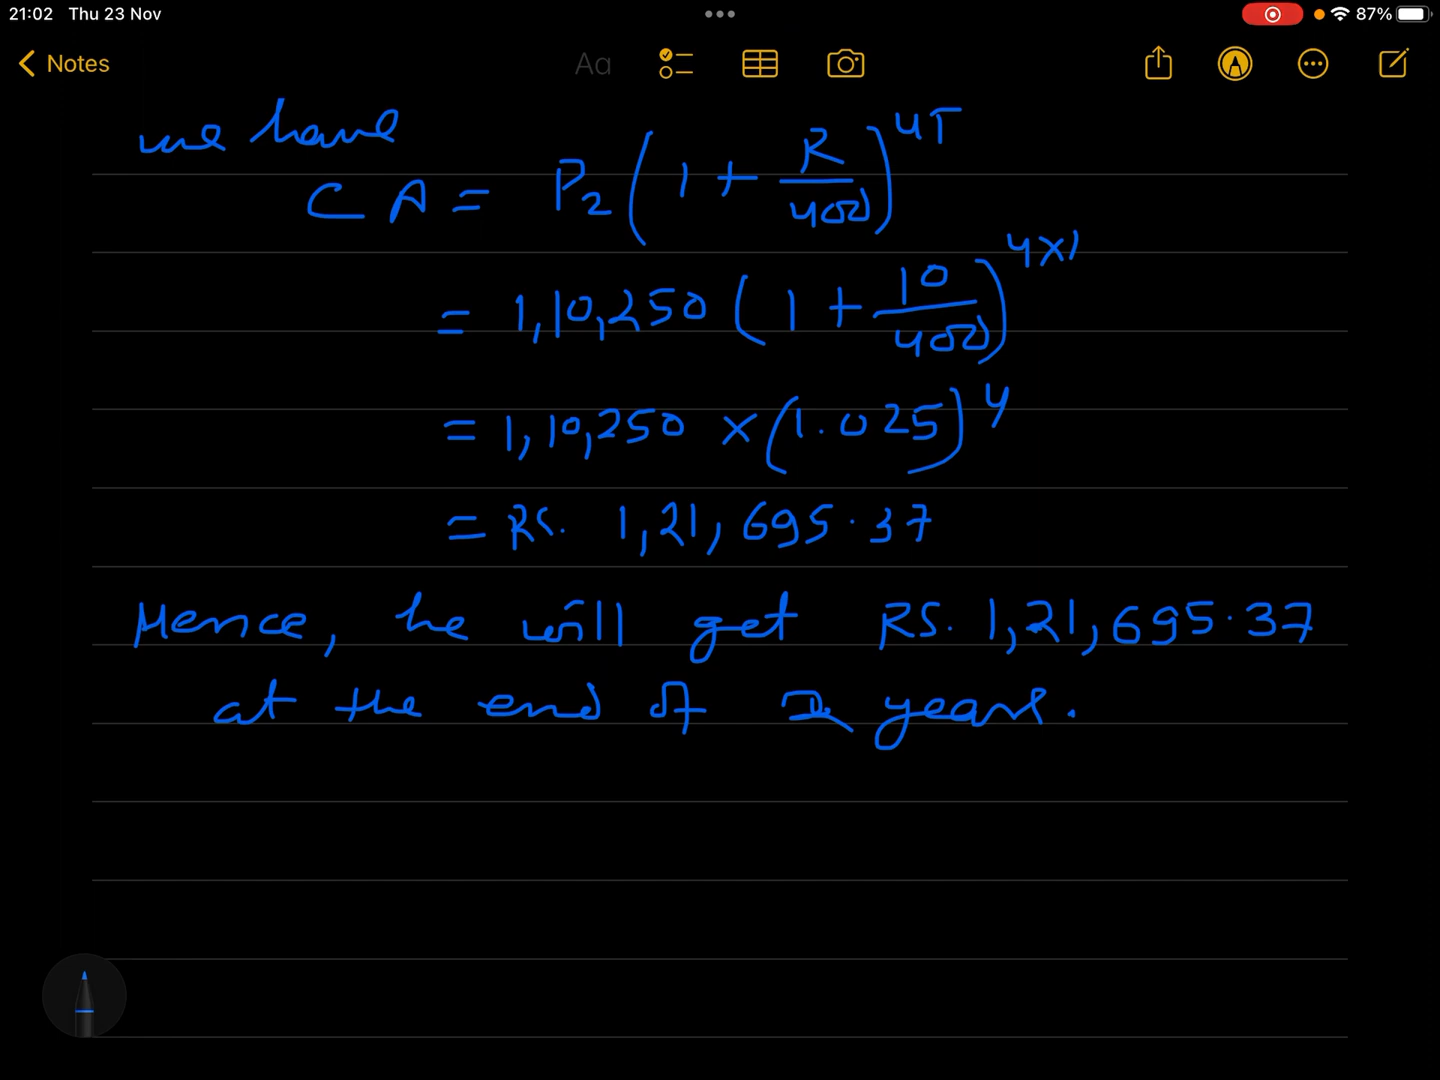 21:02 Thu 23 Nov
87%
Notes
Aa
we have
CA = P₂(1 + R/400)^4T
= 1,10,250 (1 + 10/400)^4×1
= 1,10,250 × (1.025)^4
= RS. 1,21,695.37
Hence, he will get RS. 1,21,695.37
at the end of 2 years.